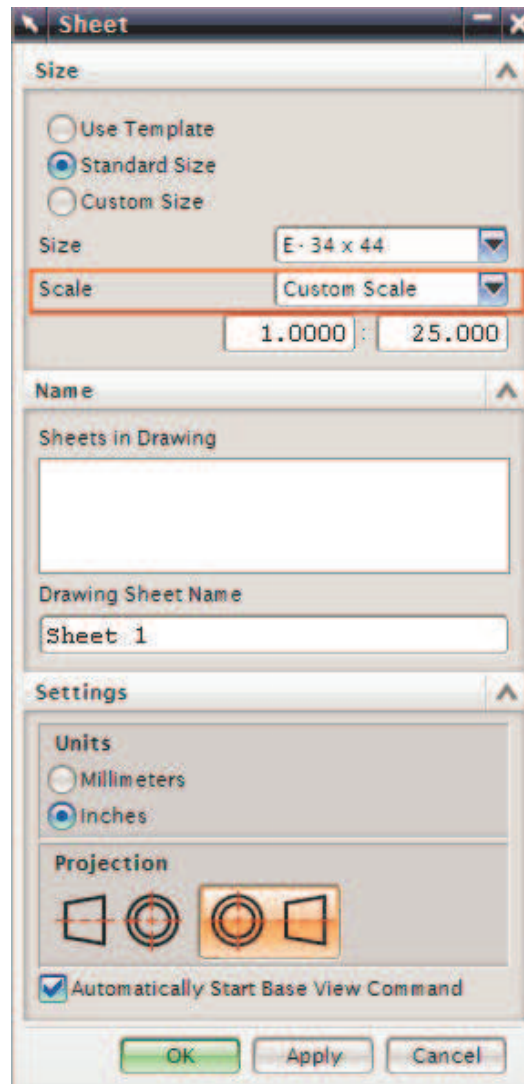 Sheet
Size
Use Template
Standard Size
Custom Size
Size E - 34 x 44
Scale Custom Scale
1.0000 : 25.000
Name
Sheets in Drawing
Drawing Sheet Name
Sheet 1
Settings
Units
Millimeters
Inches
Projection
Automatically Start Base View Command
OK Apply Cancel